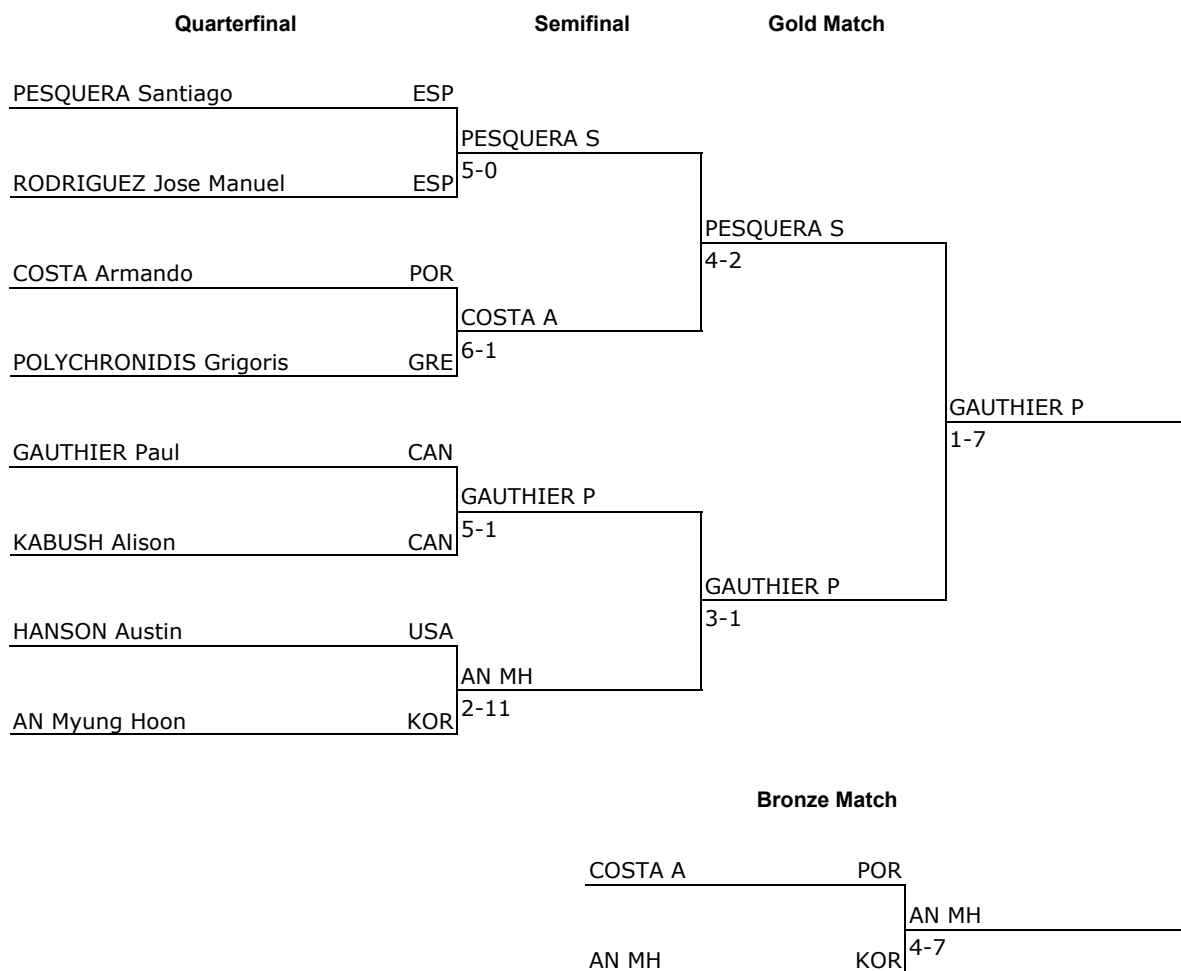 Quarterfinal Semifinal Gold Match
PESQUERA Santiago ESP
PESQUERA S
5-0
RODRIGUEZ Jose Manuel ESP
PESQUERA S
4-2
COSTA Armando POR
COSTA A
6-1
POLYCHRONIDIS Grigoris GRE
GAUTHIER P
1-7
GAUTHIER Paul CAN
GAUTHIER P
5-1
KABUSH Alison CAN
GAUTHIER P
3-1
HANSON Austin USA
AN MH
2-11
AN Myung Hoon KOR
Bronze Match
COSTA A POR
AN MH
4-7
AN MH KOR